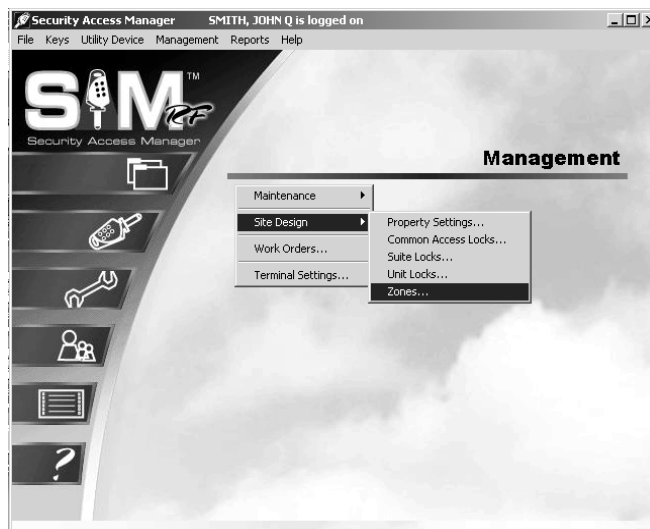 Security Access Manager SMITH, JOHN Q is logged on
File Keys Utility Device Management Reports Help
SAM TM
RF
Security Access Manager
Management
Maintenance
Site Design
Work Orders...
Terminal Settings...
Property Settings...
Common Access Locks...
Suite Locks...
Unit Locks...
Zones...
?